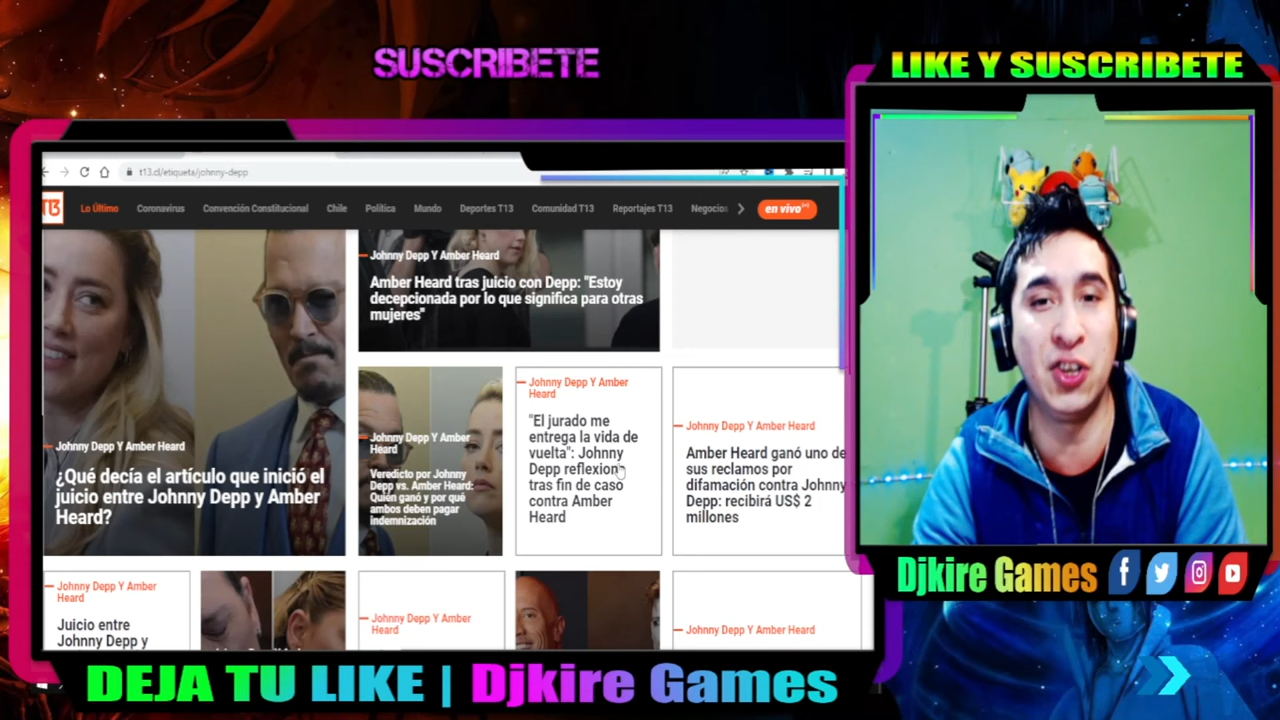 SUSCRIBETE
LIKE Y SUSCRIBETE
t13.cl/etiqueta/johnny-depp
T13
Lo Último
Coronavirus
Convención Constitucional
Chile
Política
Mundo
Deportes T13
Comunidad T13
Reportajes T13
Negocios
en vivo
Johnny Depp Y Amber Heard
Amber Heard tras juicio con Depp: "Estoy
decepcionada por lo que significa para otras
mujeres"
Johnny Depp Y Amber Heard
¿Qué decía el artículo que inició el
juicio entre Johnny Depp y Amber
Heard?
Johnny Depp Y Amber
Heard
Veredicto por Johnny
Depp vs. Amber Heard:
Quién ganó y por qué
ambos deben pagar
indemnización
Johnny Depp Y Amber
Heard
"El jurado me
entrega la vida de
vuelta": Johnny
Depp reflexiona
tras fin de caso
contra Amber
Heard
Johnny Depp Y Amber Heard
Amber Heard ganó uno de
sus reclamos por
difamación contra Johnny
Depp: recibirá US$ 2
millones
Johnny Depp Y Amber
Heard
Juicio entre
Johnny Depp y
Johnny Depp Y Amber
Heard
Johnny Depp Y Amber Heard
Djkire Games
DEJA TU LIKE | Djkire Games